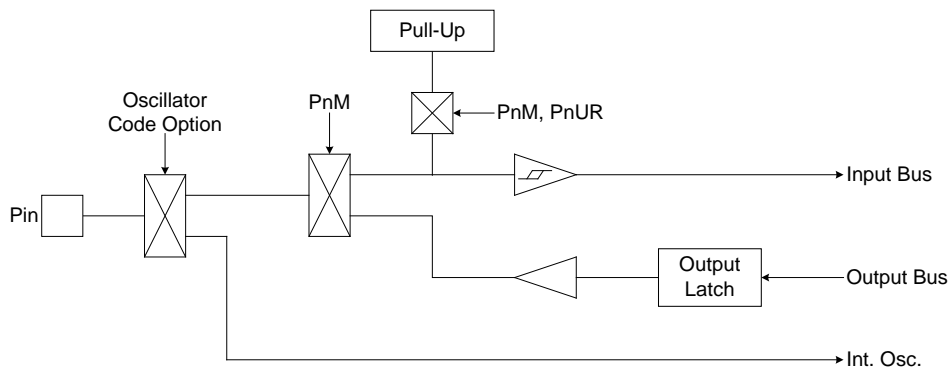 Pull-Up
Oscillator
Code Option
PnM
PnM, PnUR
Pin
Input Bus
Output
Latch
Output Bus
Int. Osc.